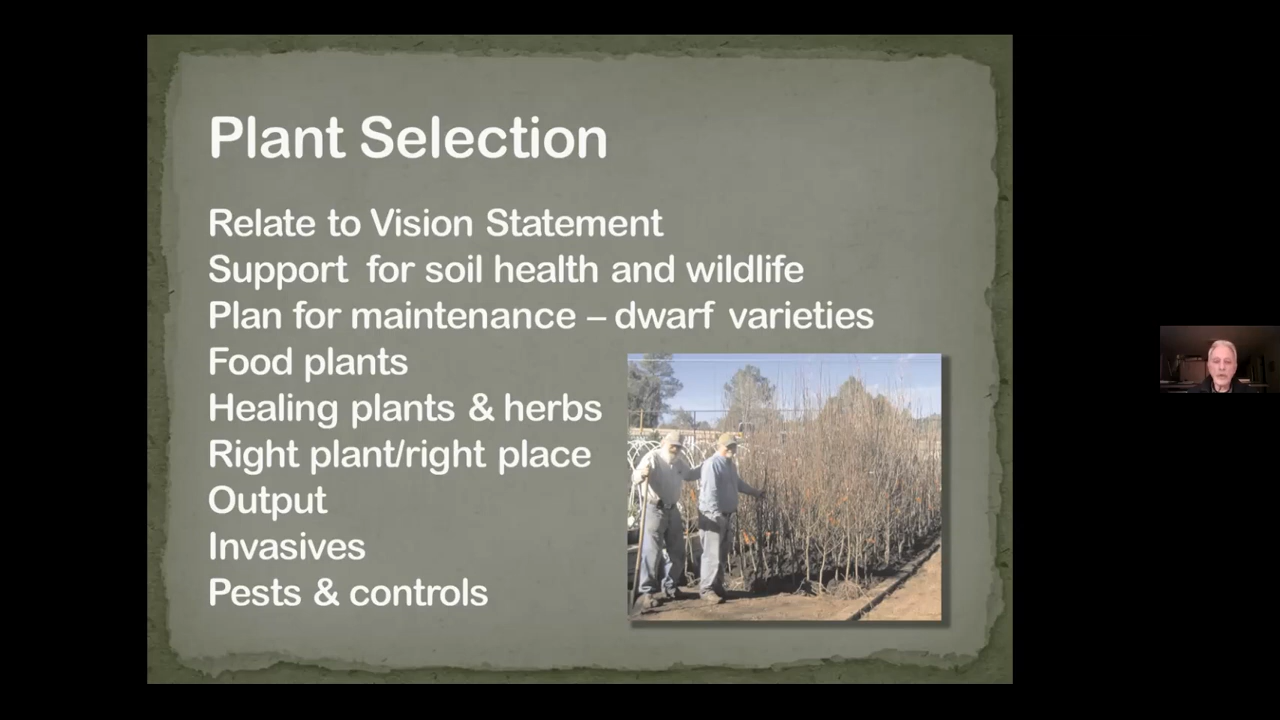 Plant Selection
Relate to Vision Statement
Support for soil health and wildlife
Plan for maintenance – dwarf varieties
Food plants
Healing plants & herbs
Right plant/right place
Output
Invasives
Pests & controls